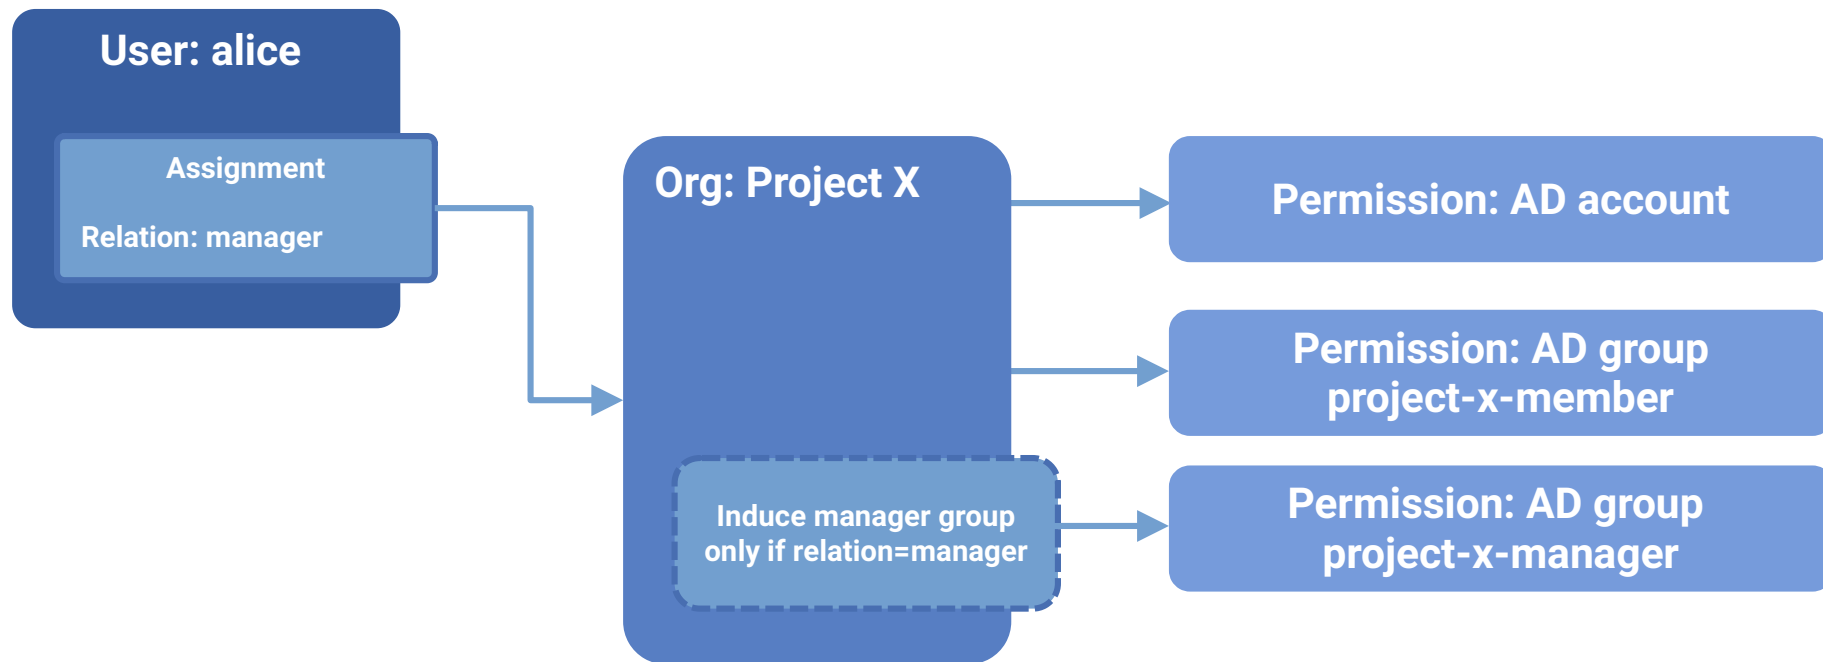 User: alice
Assignment
Relation: manager
Org: Project X
Induce manager group
only if relation=manager
Permission: AD account
Permission: AD group
project-x-member
Permission: AD group
project-x-manager